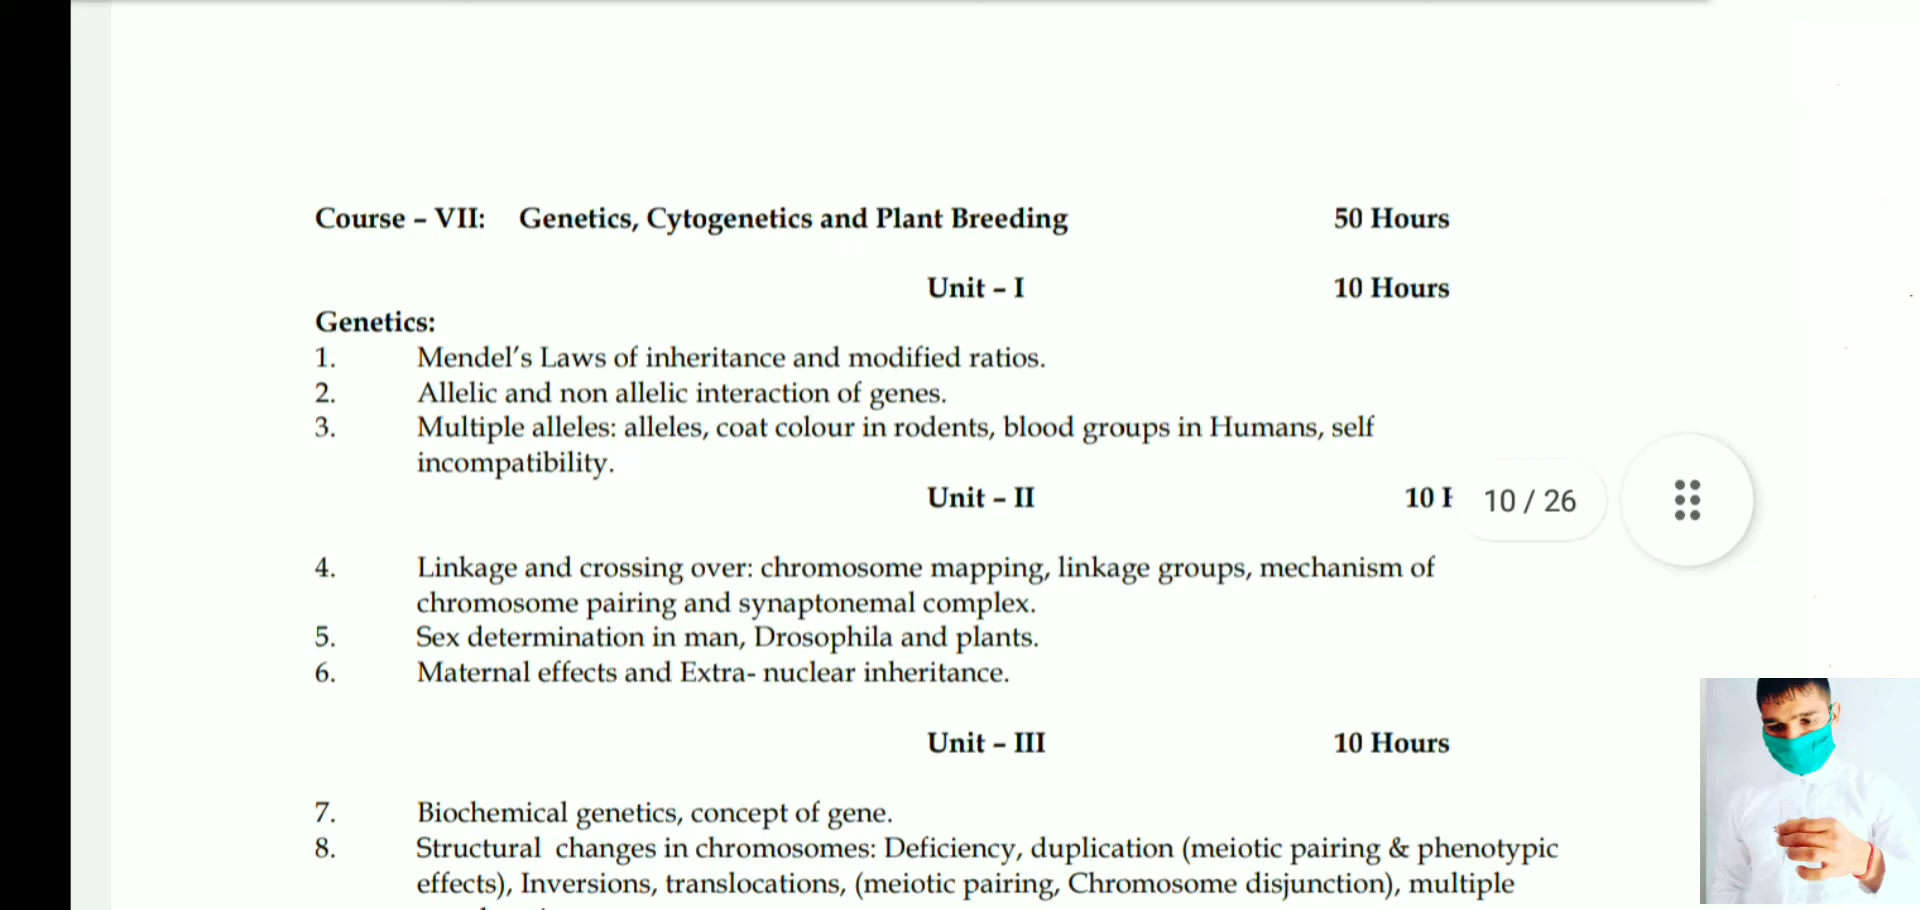 Course – VII: Genetics, Cytogenetics and Plant Breeding 50 Hours
Unit – I 10 Hours
Genetics:
1. Mendel's Laws of inheritance and modified ratios.
2. Allelic and non allelic interaction of genes.
3. Multiple alleles: alleles, coat colour in rodents, blood groups in Humans, self
incompatibility.
Unit – II 10
10 / 26
4. Linkage and crossing over: chromosome mapping, linkage groups, mechanism of
chromosome pairing and synaptonemal complex.
5. Sex determination in man, Drosophila and plants.
6. Maternal effects and Extra- nuclear inheritance.
Unit – III 10 Hours
7. Biochemical genetics, concept of gene.
8. Structural changes in chromosomes: Deficiency, duplication (meiotic pairing & phenotypic
effects), Inversions, translocations, (meiotic pairing, Chromosome disjunction), multiple